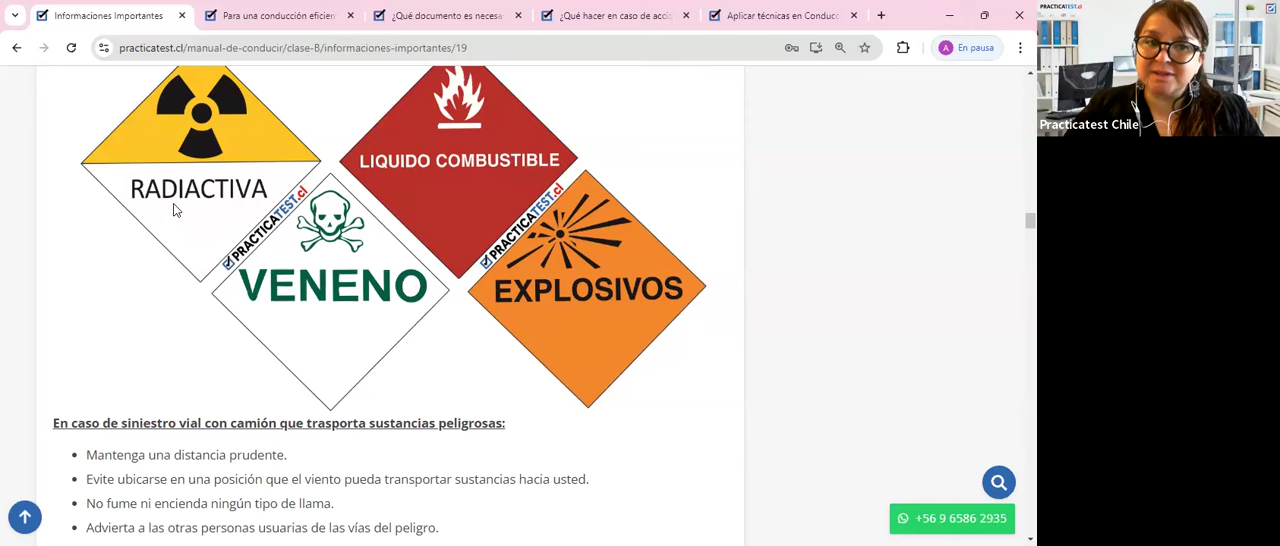 Informaciones Importantes
Para una conducción eficien
¿Qué documento es necesa
¿Qué hacer en caso de acci
Aplicar técnicas en Conducc
practicatest.cl/manual-de-conducir/clase-B/informaciones-importantes/19
A En pausa
PRACTICATEST.cl
Practicatest Chile
LIQUIDO COMBUSTIBLE
RADIACTIVA
PRACTICATEST.cl
PRACTICATEST.cl
VENENO
EXPLOSIVOS
En caso de siniestro vial con camión que trasporta sustancias peligrosas:
Mantenga una distancia prudente.
Evite ubicarse en una posición que el viento pueda transportar sustancias hacia usted.
No fume ni encienda ningún tipo de llama.
Advierta a las otras personas usuarias de las vías del peligro.
+56 9 6586 2935